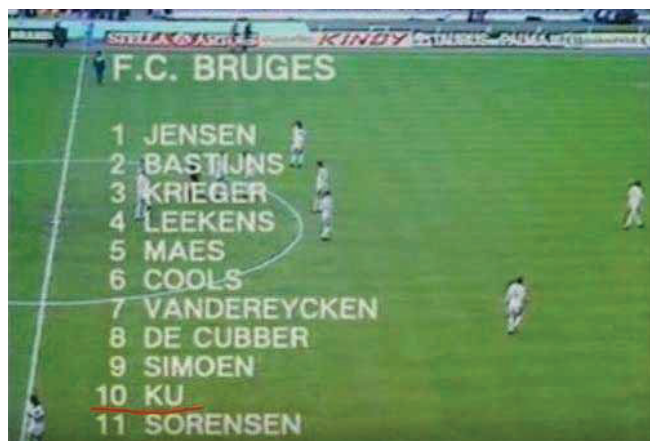 STELLA ARTOIS KINDY TAURUS
F.C. BRUGES
1 JENSEN
2 BASTIJNS
3 KRIEGER
4 LEEKENS
5 MAES
6 COOLS
7 VANDEREYCKEN
8 DE CUBBER
9 SIMOEN
10 KU
11 SORENSEN